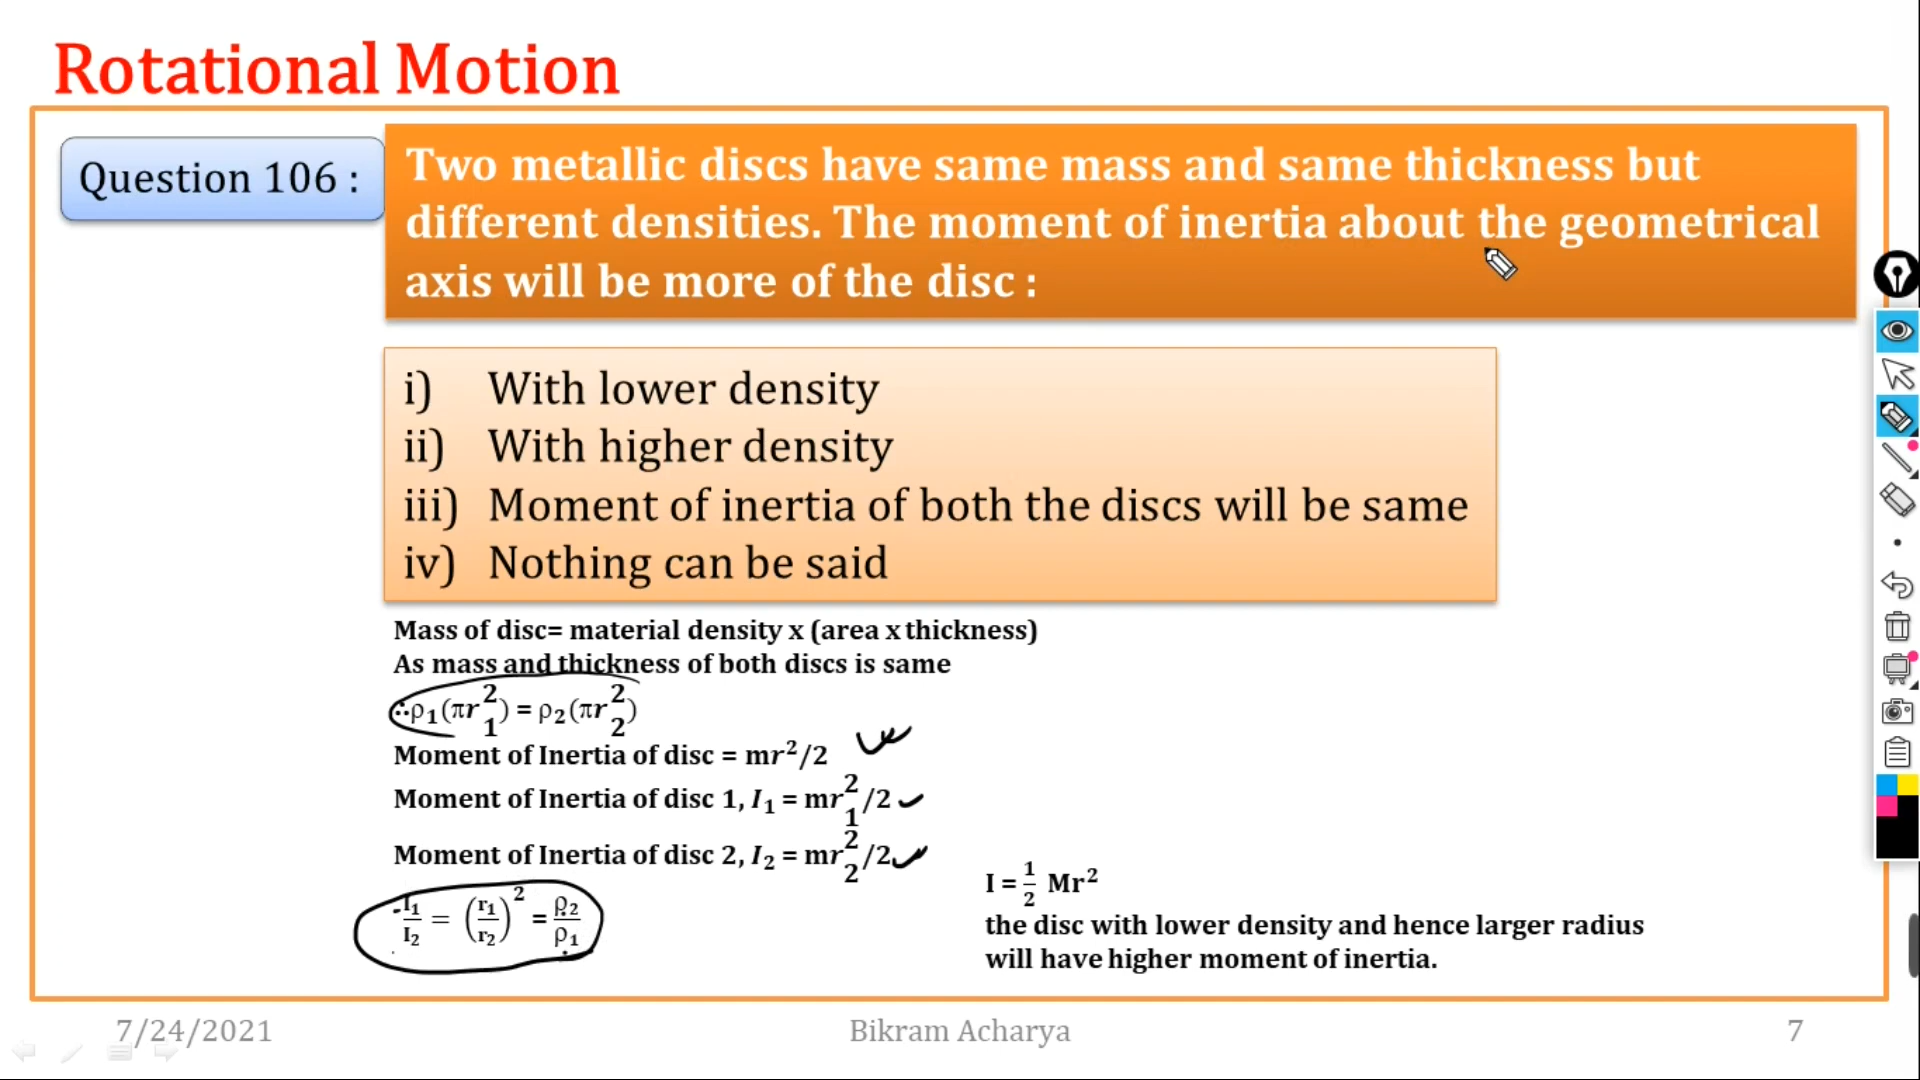 Rotational Motion
Question 106 :
Two metallic discs have same mass and same thickness but
different densities. The moment of inertia about the geometrical
axis will be more of the disc :
i) With lower density
ii) With higher density
iii) Moment of inertia of both the discs will be same
iv) Nothing can be said
Mass of disc= material density x (area x thickness)
As mass and thickness of both discs is same
∴ρ₁(πr₁²) = ρ₂(πr₂²)
Moment of Inertia of disc = mr²/2
Moment of Inertia of disc 1, I₁ = mr₁²/2
Moment of Inertia of disc 2, I₂ = mr₂²/2
I₁/I₂ = (r₁/r₂)² = ρ₂/ρ₁
I = 1/2 Mr²
the disc with lower density and hence larger radius
will have higher moment of inertia.
7/24/2021
Bikram Acharya
7